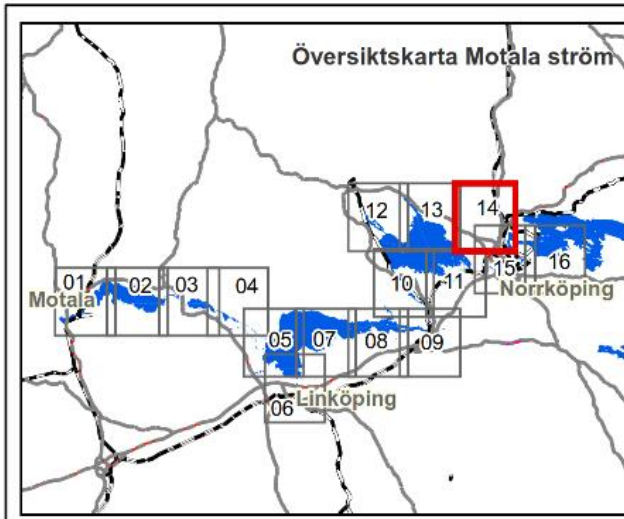 Översiktskarta Motala ström
12 13 14
15 16
Norrköping
10 11
01 02 03 04
Motala
05 07 08 09
06 Linköping